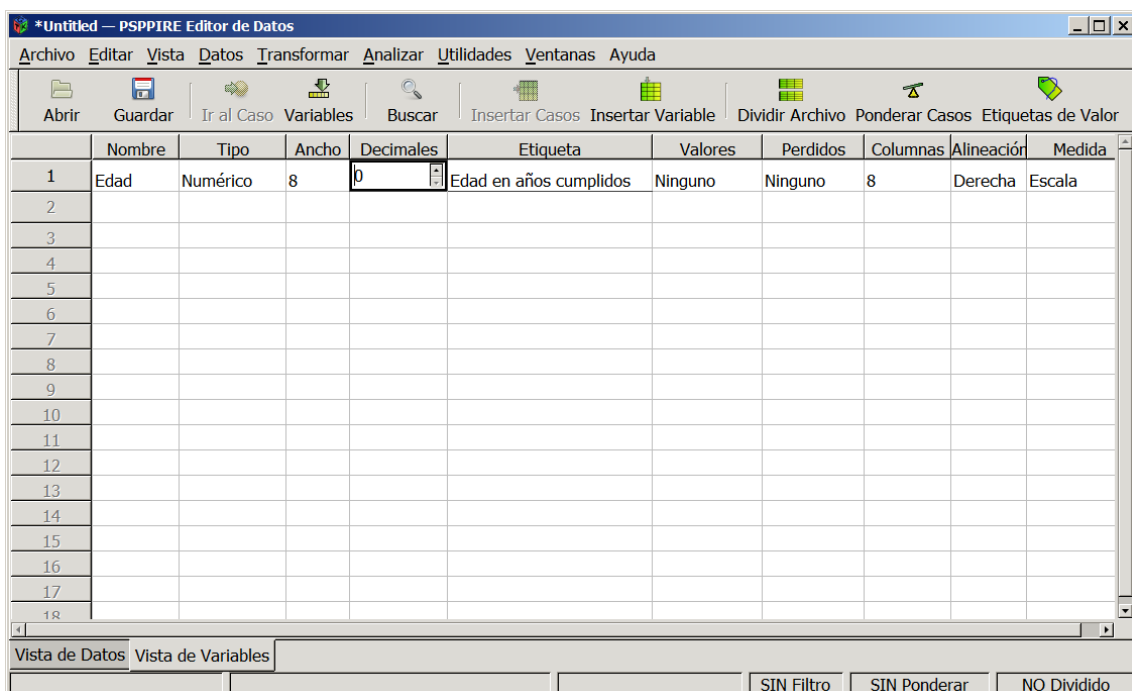 *Untitled — PSPPIRE Editor de Datos
Archivo Editar Vista Datos Transformar Analizar Utilidades Ventanas Ayuda
Abrir Guardar Ir al Caso Variables Buscar Insertar Casos Insertar Variable Dividir Archivo Ponderar Casos Etiquetas de Valor
Nombre Tipo Ancho Decimales Etiqueta Valores Perdidos Columnas Alineación Medida
1 Edad Numérico 8 0 Edad en años cumplidos Ninguno Ninguno 8 Derecha Escala
2
3
4
5
6
7
8
9
10
11
12
13
14
15
16
17
18
Vista de Datos Vista de Variables
SIN Filtro SIN Ponderar NO Dividido